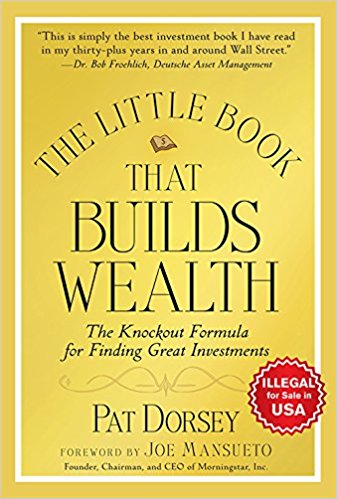 “This is simply the best investment book I have read
in my thirty-plus years in and around Wall Street.”
—Dr. Bob Froehlich, Deutsche Asset Management
THE LITTLE BOOK
$
THAT
BUILDS
WEALTH
The Knockout Formula
for Finding Great Investments
ILLEGAL
for Sale in
USA
PAT DORSEY
FOREWORD BY JOE MANSUETO
Founder, Chairman, and CEO of Morningstar, Inc.